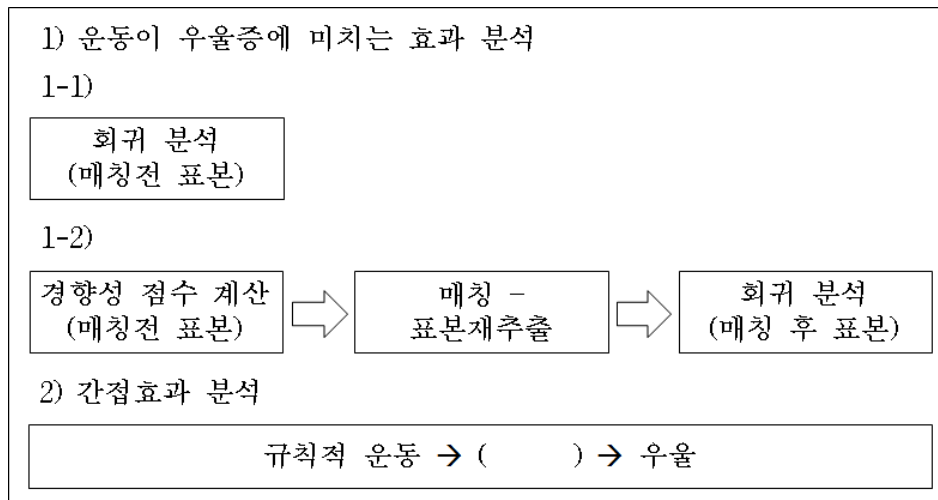 1) 운동이 우울증에 미치는 효과 분석
1-1)
회귀 분석
(매칭전 표본)
1-2)
경향성 점수 계산
(매칭전 표본)
매칭 –
표본재추출
회귀 분석
(매칭 후 표본)
2) 간접효과 분석
규칙적 운동 → (      ) → 우울